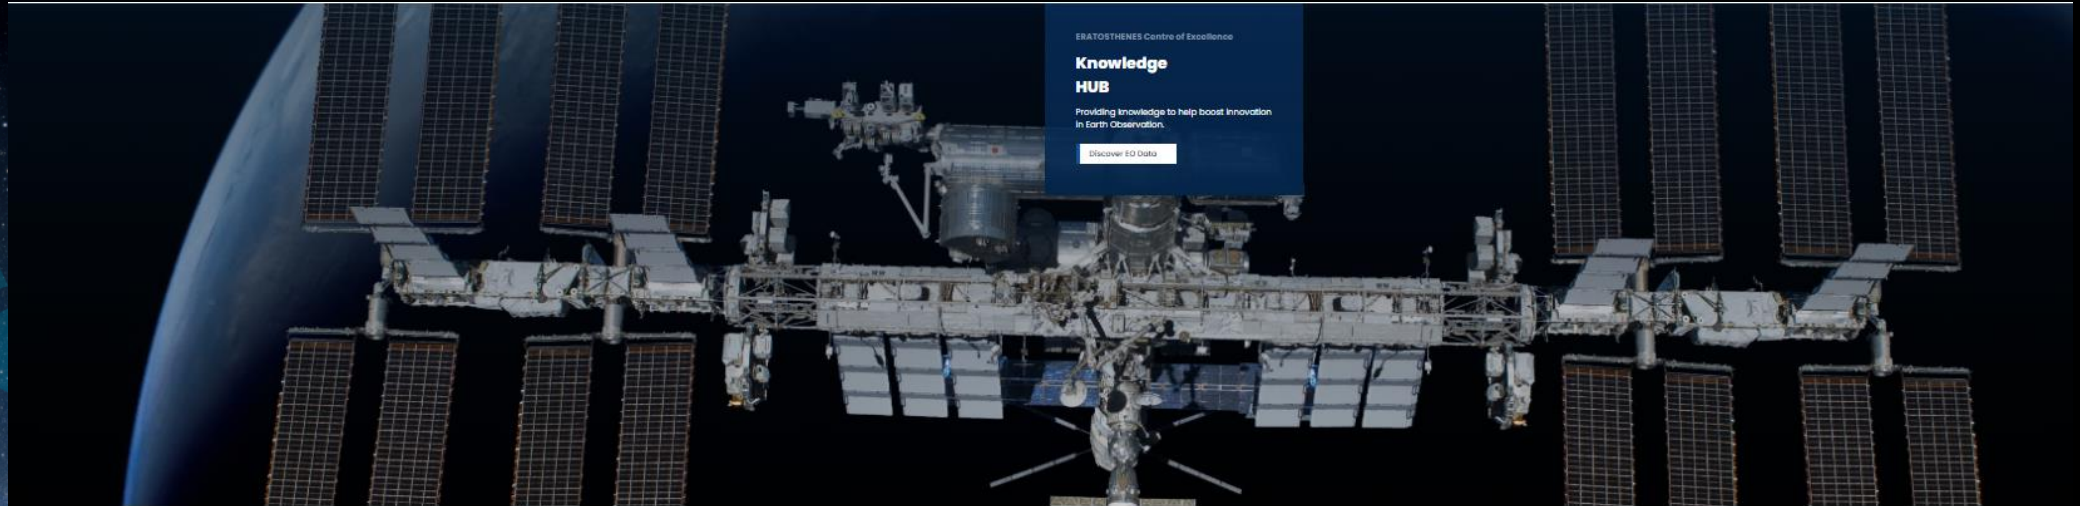 ERATOSTHENES Centre of Excellence
Knowledge
HUB
Providing knowledge to help boost innovation
in Earth Observation.
Discover EO Data